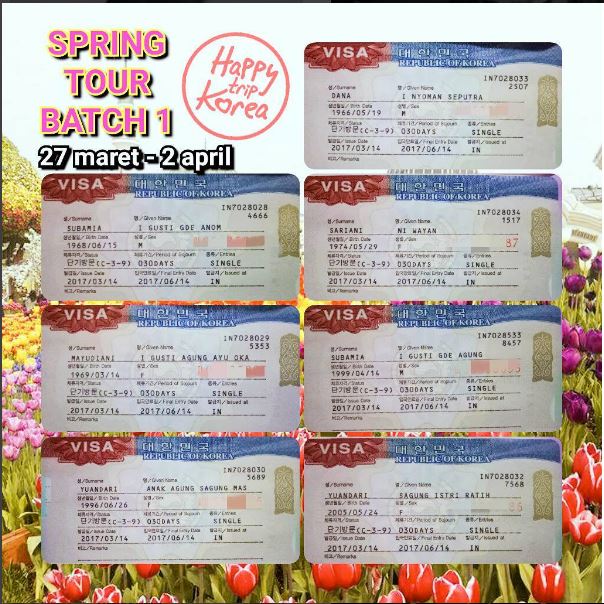 SPRING
TOUR
BATCH 1
27 maret - 2 april
Happy
trip
Korea
VISA 대한민국
REPUBLIC OF KOREA
IN7028033
2507
성/Surname 명/Given Name
DANA I NYOMAN SEPUTRA
생년월일/Birth Date 성별/Sex
1966/05/19 M
체류자격/Status 체류기간/Period of Sojourn 종류/Entries
단기방문(C-3-9) 030DAYS SINGLE
발급일/Issue Date 입국만료일/Final Entry Date 발급지/Issued at
2017/03/14 2017/06/14 IN
비고/Remarks
VISA 대한민국
REPUBLIC OF KOREA
IN7028028
4666
성/Surname 명/Given Name
SUBAMIA I GUSTI GDE ANOM
생년월일/Birth Date 성별/Sex
1968/06/15 M
체류자격/Status 체류기간/Period of Sojourn 종류/Entries
단기방문(C-3-9) 030DAYS SINGLE
발급일/Issue Date 입국만료일/Final Entry Date 발급지/Issued at
2017/03/14 2017/06/14 IN
비고/Remarks
VISA 대한민국
REPUBLIC OF KOREA
IN7028034
1517
성/Surname 명/Given Name
SARIANI NI WAYAN
생년월일/Birth Date 성별/Sex
1974/05/29 F 87
체류자격/Status 체류기간/Period of Sojourn 종류/Entries
단기방문(C-3-9) 030DAYS SINGLE
발급일/Issue Date 입국만료일/Final Entry Date 발급지/Issued at
2017/03/14 2017/06/14 IN
비고/Remarks
VISA 대한민국
REPUBLIC OF KOREA
IN7028029
5353
성/Surname 명/Given Name
MAYUDIANI I GUSTI AGUNG AYU OKA
생년월일/Birth Date 성별/Sex
1969/03/14 F
체류자격/Status 체류기간/Period of Sojourn 종류/Entries
단기방문(C-3-9) 030DAYS SINGLE
발급일/Issue Date 입국만료일/Final Entry Date 발급지/Issued at
2017/03/14 2017/06/14 IN
비고/Remarks
VISA 대한민국
REPUBLIC OF KOREA
IN7028533
8457
성/Surname 명/Given Name
SUBAMIA I GUSTI GDE AGUNG
생년월일/Birth Date 성별/Sex
1999/04/14 M
체류자격/Status 체류기간/Period of Sojourn 종류/Entries
단기방문(C-3-9) 030DAYS SINGLE
발급일/Issue Date 입국만료일/Final Entry Date 발급지/Issued at
2017/03/14 2017/06/14 IN
비고/Remarks
VISA 대한민국
REPUBLIC OF KOREA
IN7028030
5689
성/Surname 명/Given Name
YUANDARI ANAK AGUNG SAGUNG MAS
생년월일/Birth Date 성별/Sex
1996/06/26
체류자격/Status 체류기간/Period of Sojourn 종류/Entries
단기방문(C-3-9) 030DAYS SINGLE
발급일/Issue Date 입국만료일/Final Entry Date 발급지/Issued at
2017/03/14 2017/06/14 IN
비고/Remarks
VISA 대한민국
REPUBLIC OF KOREA
IN7028032
7568
성/Surname 명/Given Name
YUANDARI SAGUNG ISTRI RATIH
생년월일/Birth Date 성별/Sex
2005/05/24 F
체류자격/Status 체류기간/Period of Sojourn 종류/Entries
단기방문(C-3-9) 030DAYS SINGLE
발급일/Issue Date 입국만료일/Final Entry Date 발급지/Issued at
2017/03/14 2017/06/14 IN
비고/Remarks